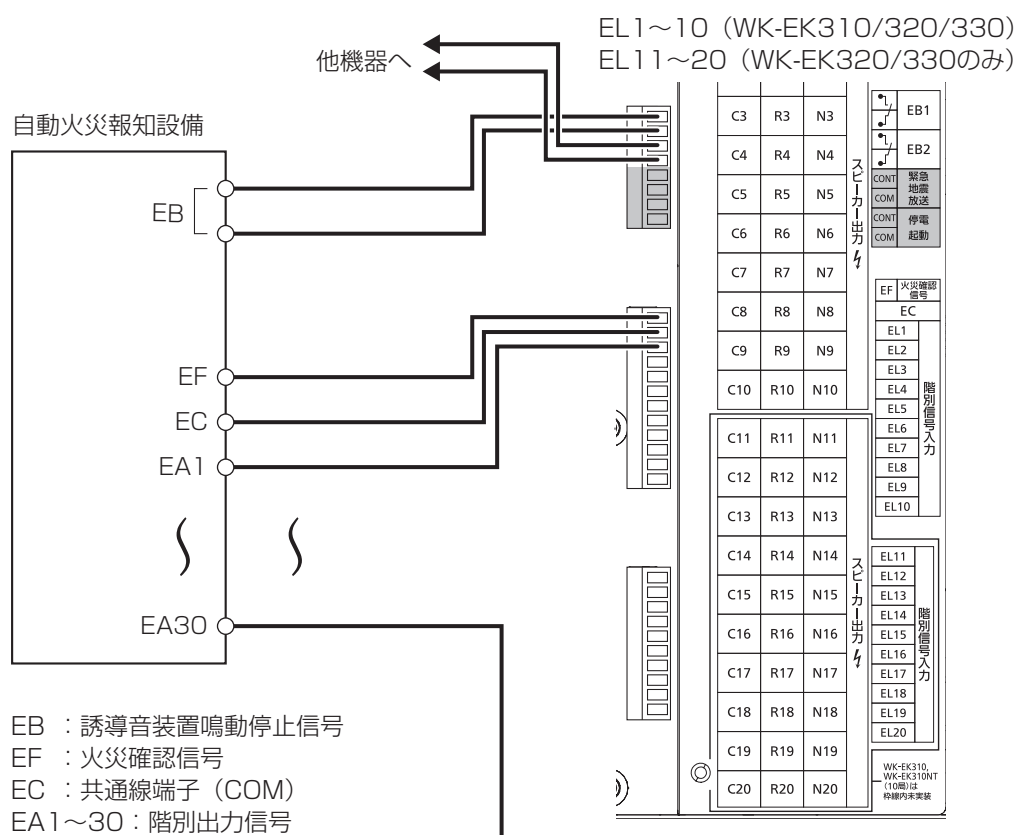 EL1～10（WK-EK310/320/330）
EL11～20（WK-EK320/330のみ）
他機器へ
自動火災報知設備
EB
EF
EC
EA1
EA30
EB ：誘導音装置鳴動停止信号
EF ：火災確認信号
EC ：共通線端子（COM）
EA1～30：階別出力信号
C3 R3 N3
C4 R4 N4
C5 R5 N5
C6 R6 N6
C7 R7 N7
C8 R8 N8
C9 R9 N9
C10 R10 N10
スピーカー出力
C11 R11 N11
C12 R12 N12
C13 R13 N13
C14 R14 N14
C15 R15 N15
C16 R16 N16
C17 R17 N17
C18 R18 N18
C19 R19 N19
C20 R20 N20
スピーカー出力
EB1
EB2
CONT
COM
緊急
地震
放送
CONT
COM
停電
起動
EF 火災確認
信号
EC
EL1
EL2
EL3
EL4
EL5
EL6
EL7
EL8
EL9
EL10
階別信号入力
EL11
EL12
EL13
EL14
EL15
EL16
EL17
EL18
EL19
EL20
階別信号入力
WK-EK310,
WK-EK310NT
(10局)は
枠線内未実装